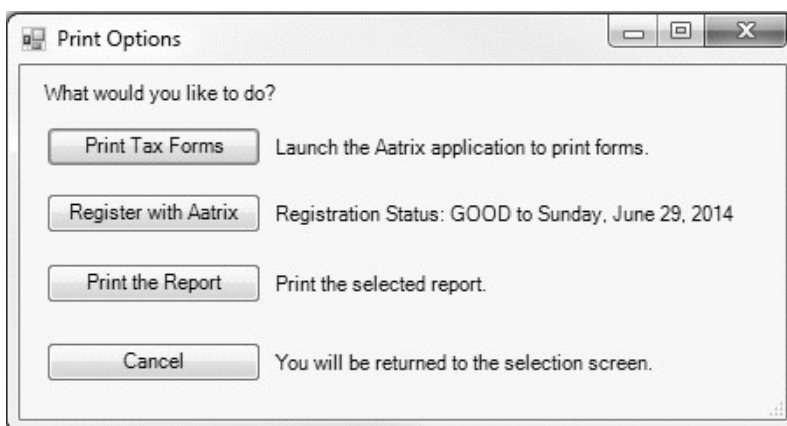 Print Options
What would you like to do?
Print Tax Forms Launch the Aatrix application to print forms.
Register with Aatrix Registration Status: GOOD to Sunday, June 29, 2014
Print the Report Print the selected report.
Cancel You will be returned to the selection screen.